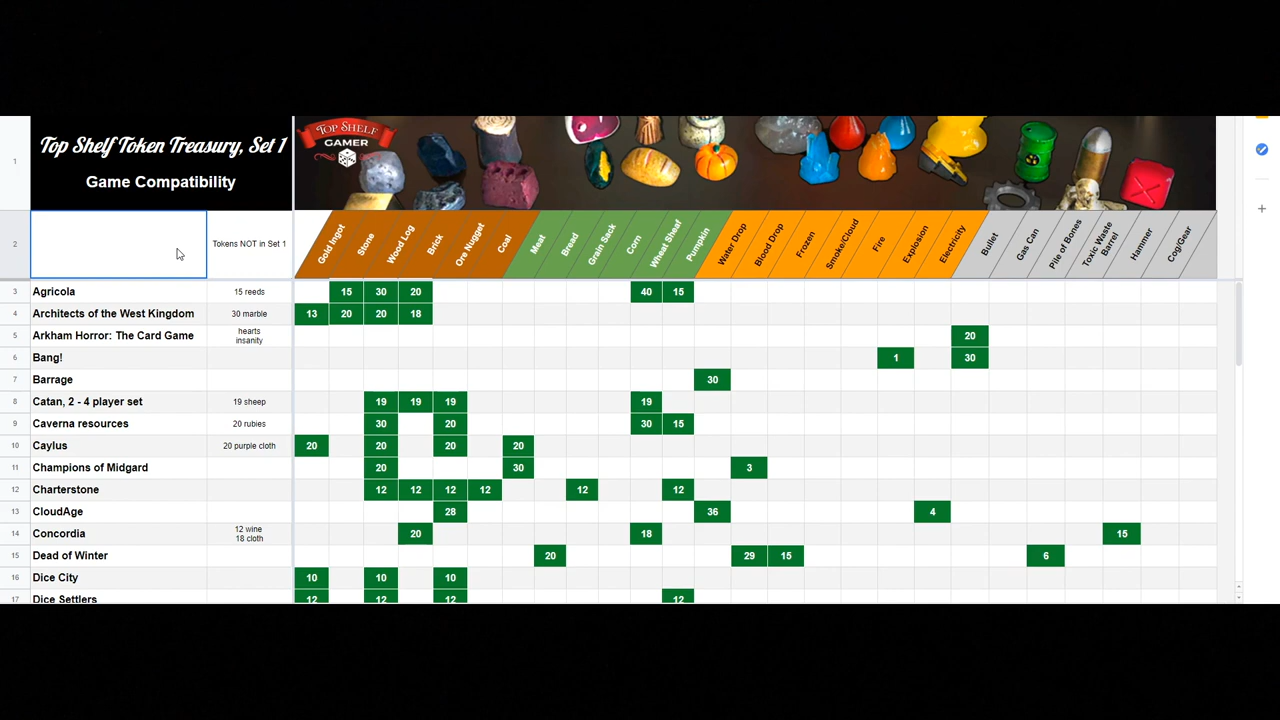 Top Shelf Token Treasury, Set 1
Game Compatibility
TOP SHELF
GAMER
1
2
Tokens NOT in Set 1
Gold Ingot
Stone
Wood Log
Brick
Ore Nugget
Coal
Meat
Bread
Grain Sack
Corn
Wheat Sheaf
Pumpkin
Water Drop
Blood Drop
Frozen
Smoke/Cloud
Fire
Explosion
Electricity
Bullet
Gas Can
Pile of Bones
Toxic Waste
Barrel
Hammer
Cog/Gear
3 Agricola 15 reeds 15 30 20 40 15
4 Architects of the West Kingdom 30 marble 13 20 20 18
5 Arkham Horror: The Card Game hearts 20
insanity
6 Bang! 1 30
7 Barrage 30
8 Catan, 2 - 4 player set 19 sheep 19 19 19 19
9 Caverna resources 20 rubies 30 20 30 15
10 Caylus 20 purple cloth 20 20 20 20
11 Champions of Midgard 20 30 3
12 Charterstone 12 12 12 12 12 12
13 CloudAge 28 36 4
14 Concordia 12 wine 20 18 15
18 cloth
15 Dead of Winter 20 29 15 6
16 Dice City 10 10 10
17 Dice Settlers 12 12 12 12